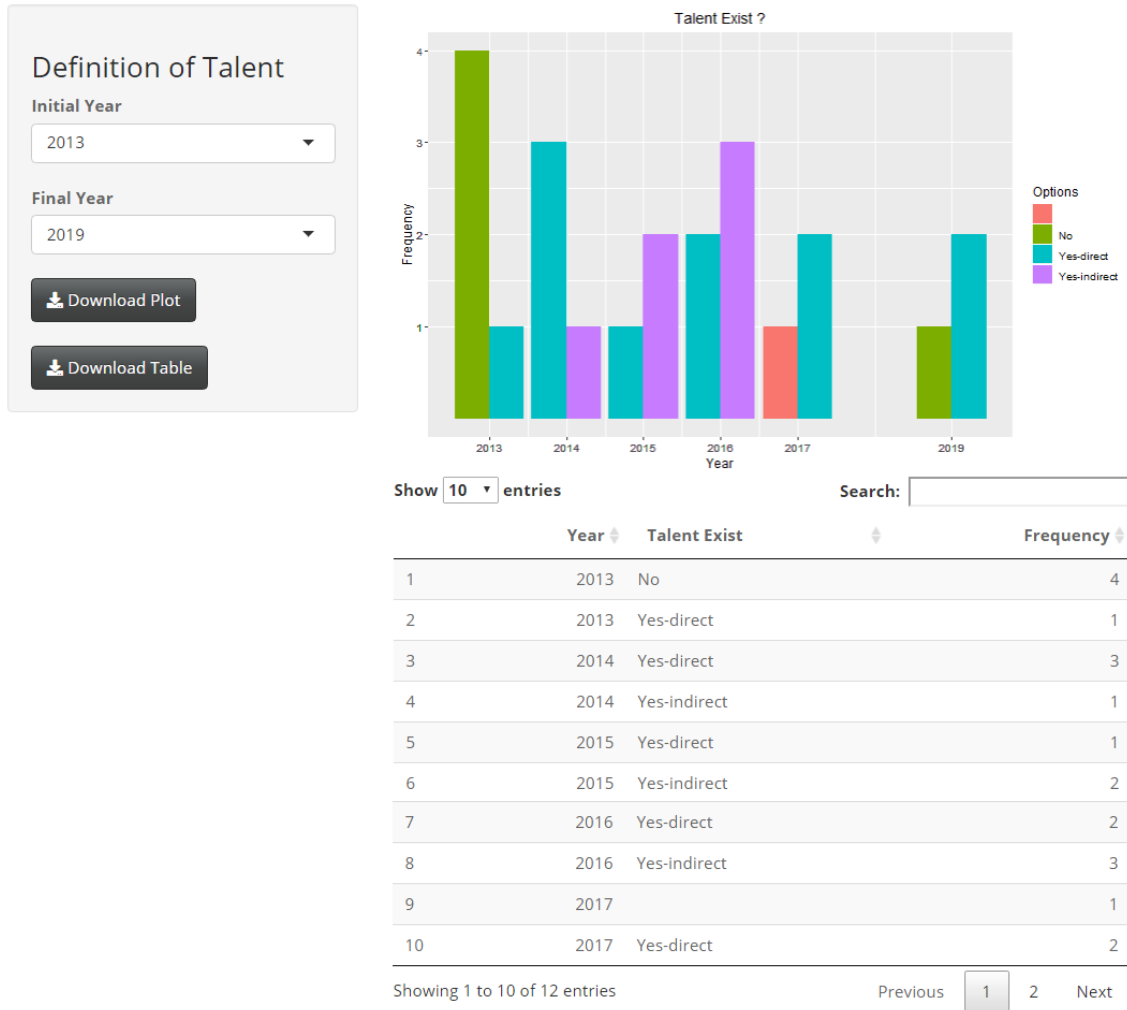 Definition of Talent
Initial Year
2013
Final Year
2019
Download Plot
Download Table
Talent Exist ?
Frequency
4
3
2
1
2013 2014 2015 2016 2017 2019
Year
Options
No
Yes-direct
Yes-indirect
Show 10 entries Search:
Year Talent Exist Frequency
1 2013 No 4
2 2013 Yes-direct 1
3 2014 Yes-direct 3
4 2014 Yes-indirect 1
5 2015 Yes-direct 1
6 2015 Yes-indirect 2
7 2016 Yes-direct 2
8 2016 Yes-indirect 3
9 2017 1
10 2017 Yes-direct 2
Showing 1 to 10 of 12 entries Previous 1 2 Next